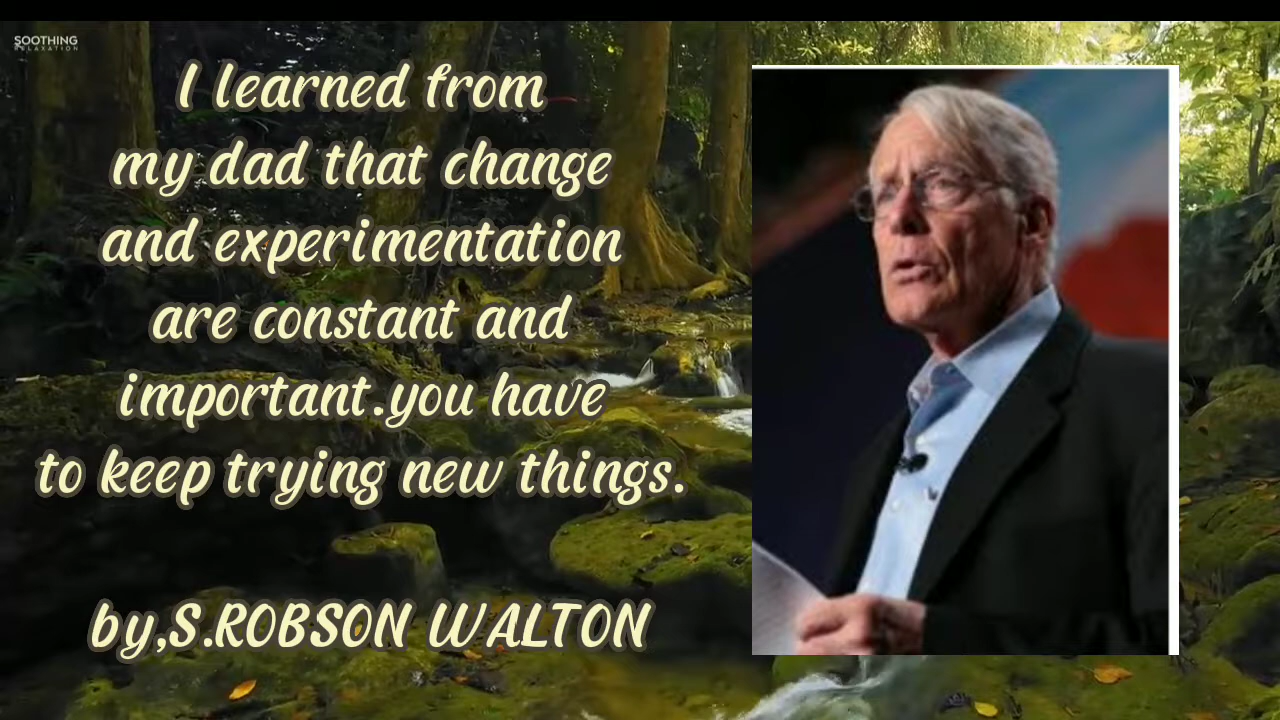 SOOTHING
RELAXATION
I learned from
my dad that change
and experimentation
are constant and
important.you have
to keep trying new things.
by,S.ROBSON WALTON